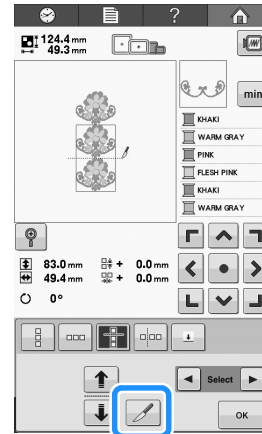 ?
124.4 mm
49.3 mm
min
KHAKI
WARM GRAY
PINK
FLESH PINK
KHAKI
WARM GRAY
83.0 mm + 0.0 mm
49.4 mm + 0.0 mm
0°
Select
OK